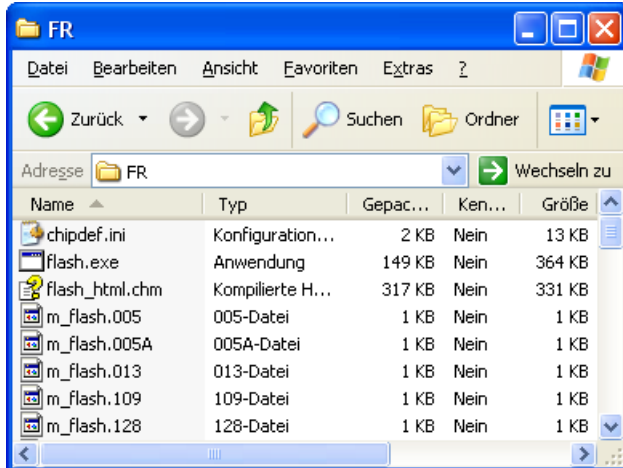 FR
Datei Bearbeiten Ansicht Favoriten Extras ?
Zurück Suchen Ordner
Adresse FR Wechseln zu
Name Typ Gepac... Ken... Größe
chipdef.ini Konfiguration... 2 KB Nein 13 KB
flash.exe Anwendung 149 KB Nein 364 KB
flash_html.chm Kompilierte H... 317 KB Nein 331 KB
m_flash.005 005-Datei 1 KB Nein 1 KB
m_flash.005A 005A-Datei 1 KB Nein 1 KB
m_flash.013 013-Datei 1 KB Nein 1 KB
m_flash.109 109-Datei 1 KB Nein 1 KB
m_flash.128 128-Datei 1 KB Nein 1 KB